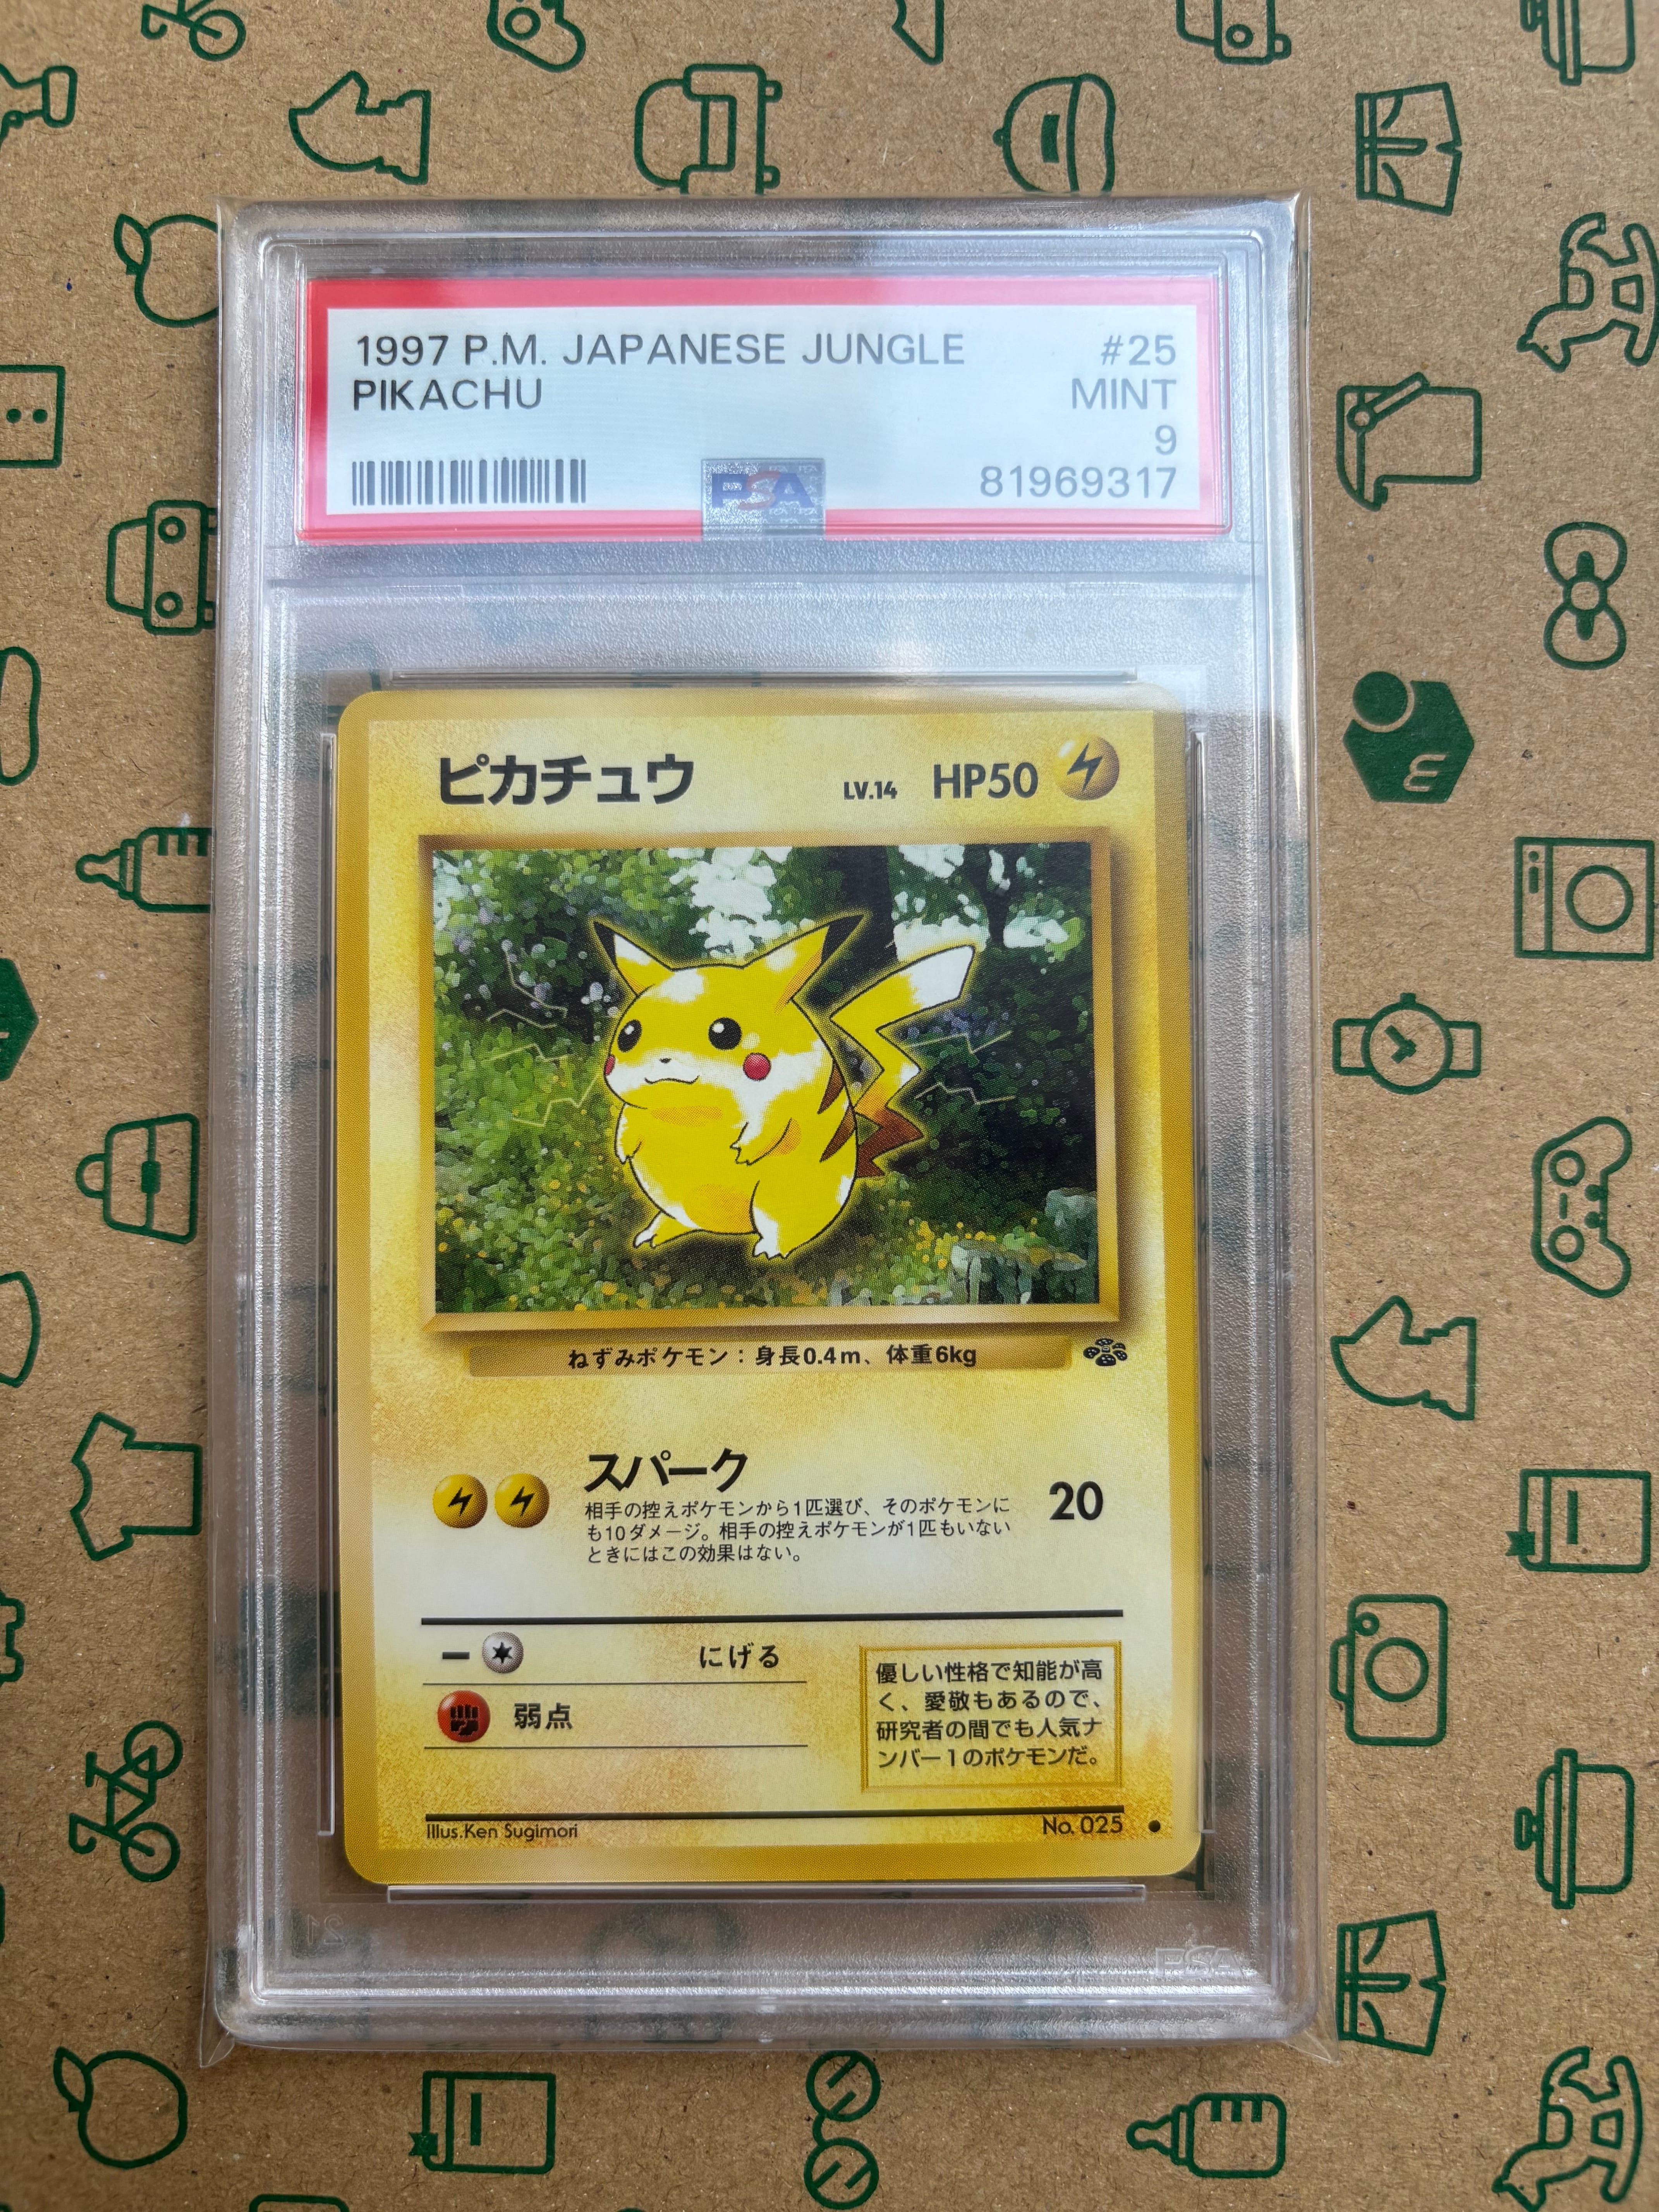 1997 P.M. JAPANESE JUNGLE #25
PIKACHU MINT
9
PSA 81969317
ピカチュウ LV.14 HP50
ねずみポケモン:身長0.4m、体重6kg
スパーク 20
相手の控えポケモンから1匹選び、そのポケモンに
も10ダメージ。相手の控えポケモンが1匹もいない
ときにはこの効果はない。
ー にげる
弱点
優しい性格で知能が高
く、愛敬もあるので、
研究者の間でも人気ナ
ンバー1のポケモンだ。
Illus.Ken Sugimori No. 025 ●
PSA